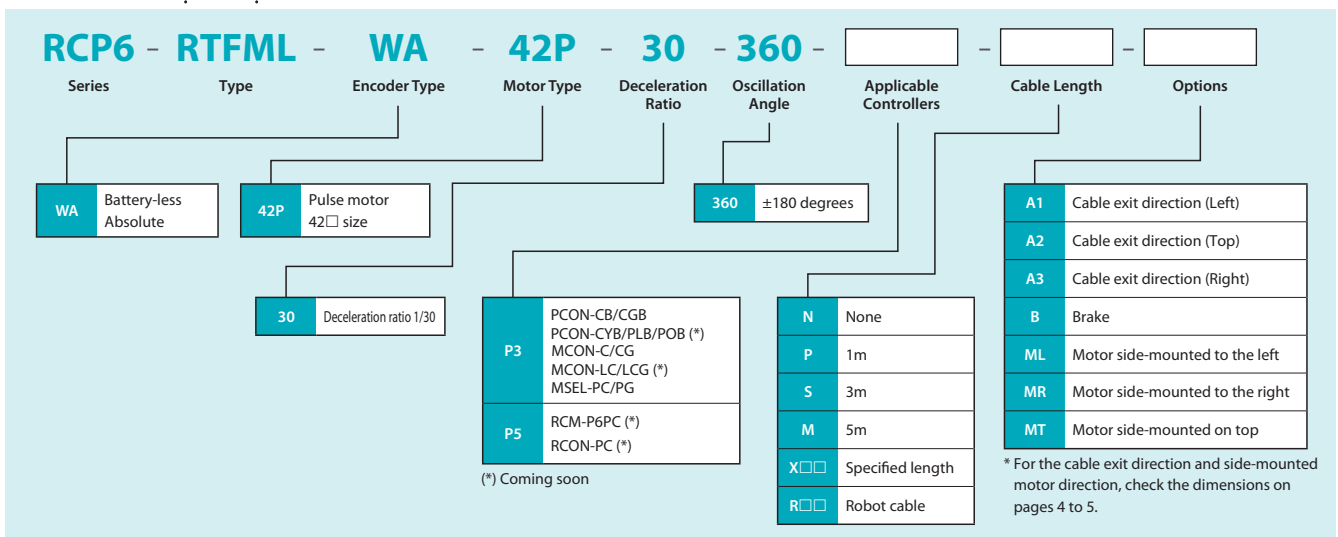 RCP6 – RTFML – WA – 42P – 30 – 360 – – –
Series Type Encoder Type Motor Type Deceleration Ratio Oscillation Angle Applicable Controllers Cable Length Options
WA Battery-less Absolute
42P Pulse motor 42□ size
30 Deceleration ratio 1/30
360 ±180 degrees
P3 PCON-CB/CGB
PCON-CYB/PLB/POB (*)
MCON-C/CG
MCON-LC/LCG (*)
MSEL-PC/PG
P5 RCM-P6PC (*)
RCON-PC (*)
(*) Coming soon
N None
P 1m
S 3m
M 5m
X□□ Specified length
R□□ Robot cable
A1 Cable exit direction (Left)
A2 Cable exit direction (Top)
A3 Cable exit direction (Right)
B Brake
ML Motor side-mounted to the left
MR Motor side-mounted to the right
MT Motor side-mounted on top
* For the cable exit direction and side-mounted
motor direction, check the dimensions on
pages 4 to 5.